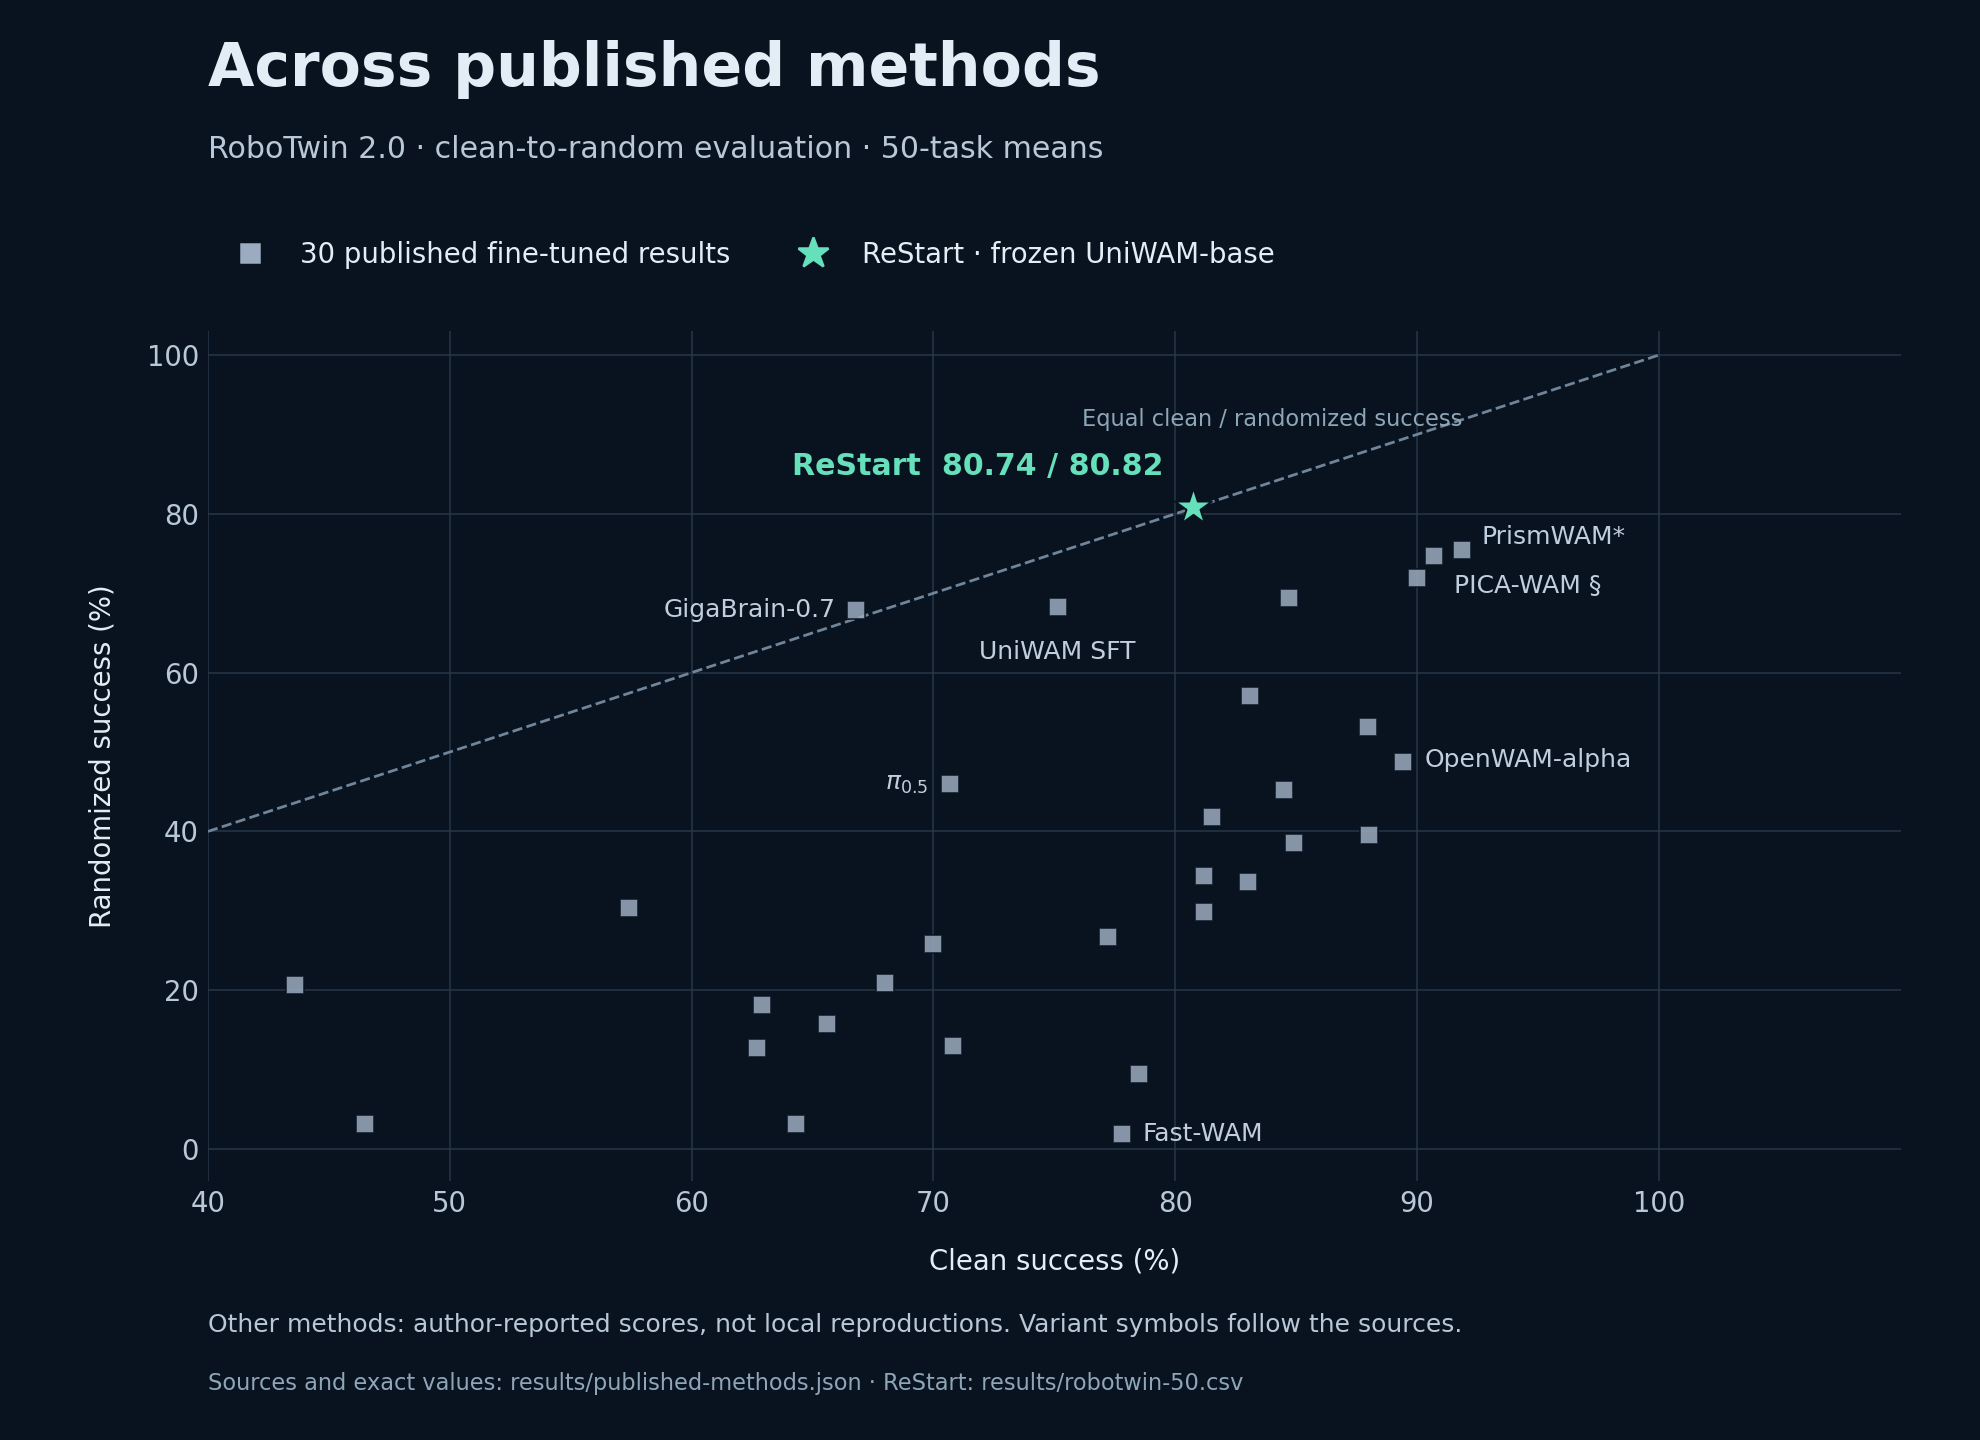 Across published methods
RoboTwin 2.0 · clean-to-random evaluation · 50-task means
30 published fine-tuned results
ReStart · frozen UniWAM-base
100
80
60
40
20
0
Randomized success (%)
Equal clean / randomized success
ReStart 80.74 / 80.82
PrismWAM*
PICA-WAM §
GigaBrain-0.7
UniWAM SFT
OpenWAM-alpha
π0.5
Fast-WAM
40 50 60 70 80 90 100
Clean success (%)
Other methods: author-reported scores, not local reproductions. Variant symbols follow the sources.
Sources and exact values: results/published-methods.json · ReStart: results/robotwin-50.csv